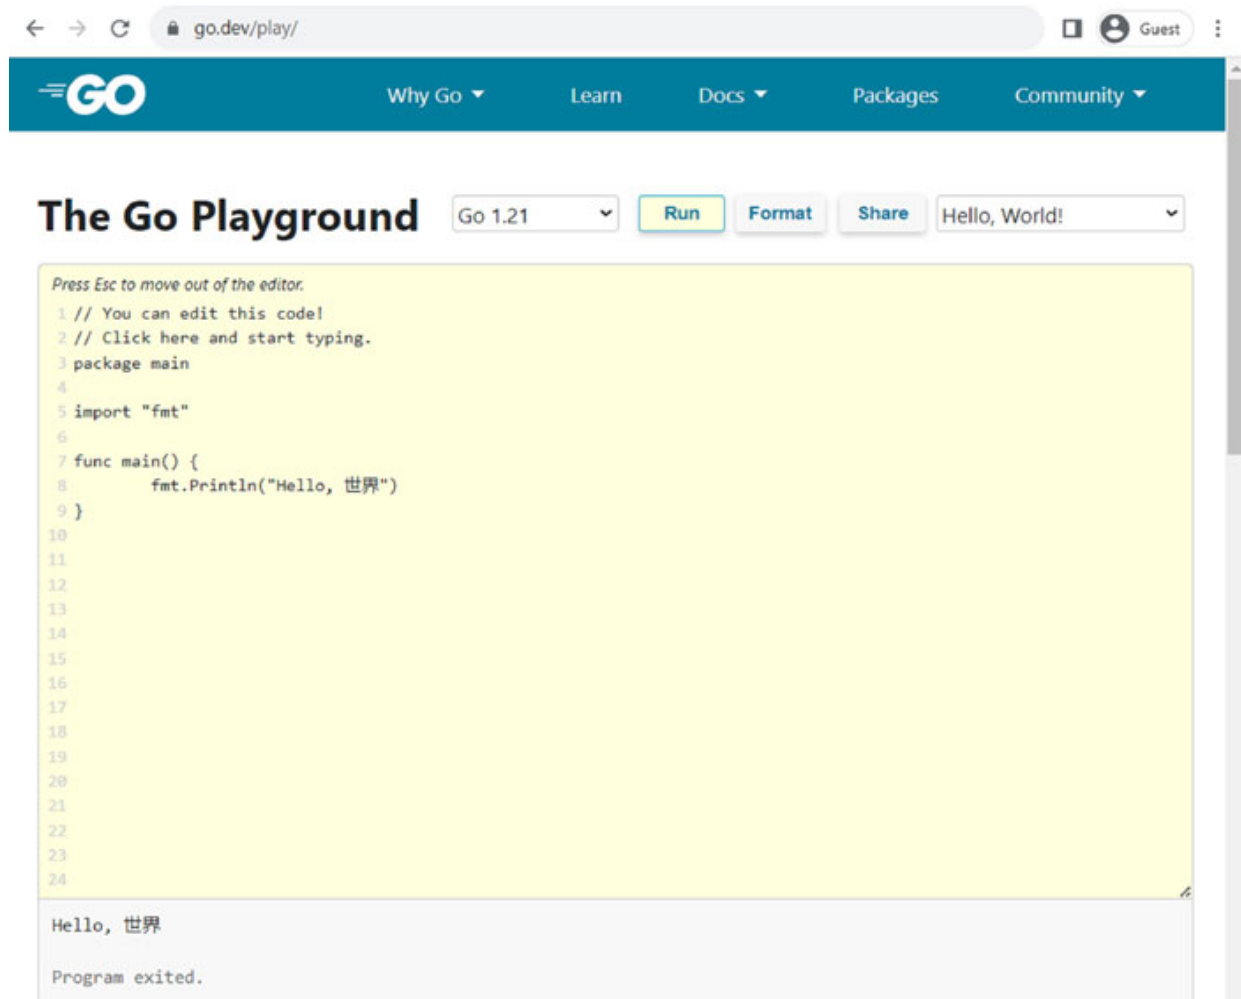 go.dev/play/
Guest
GO
Why Go
Learn
Docs
Packages
Community
The Go Playground
Go 1.21
Run
Format
Share
Hello, World!
Press Esc to move out of the editor.
1 // You can edit this code!
2 // Click here and start typing.
3 package main
4
5 import "fmt"
6
7 func main() {
8 fmt.Println("Hello, 世界")
9 }
10
11
12
13
14
15
16
17
18
19
20
21
22
23
24
Hello, 世界
Program exited.